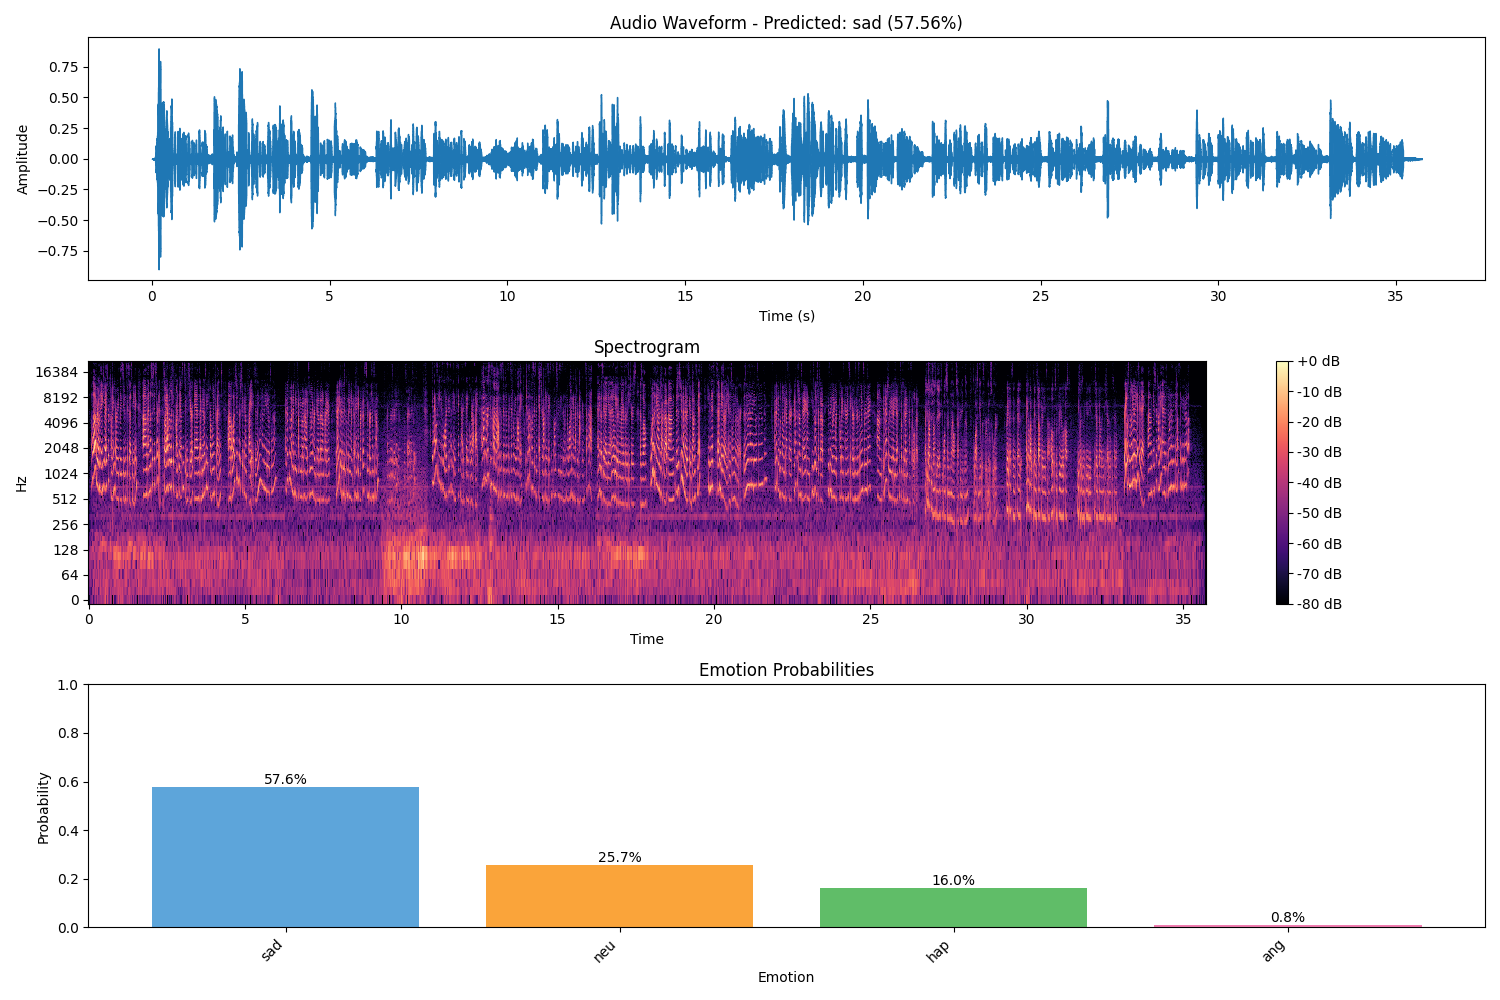 Audio Waveform - Predicted: sad (57.56%)
Amplitude
0.75
0.50
0.25
0.00
−0.25
−0.50
−0.75
0 5 10 15 20 25 30 35
Time (s)
Spectrogram
Hz
16384
8192
4096
2048
1024
512
256
128
64
0
0 5 10 15 20 25 30 35
Time
+0 dB
-10 dB
-20 dB
-30 dB
-40 dB
-50 dB
-60 dB
-70 dB
-80 dB
Emotion Probabilities
Probability
1.0
0.8
0.6
0.4
0.2
0.0
57.6%
25.7%
16.0%
0.8%
sad neu hap ang
Emotion